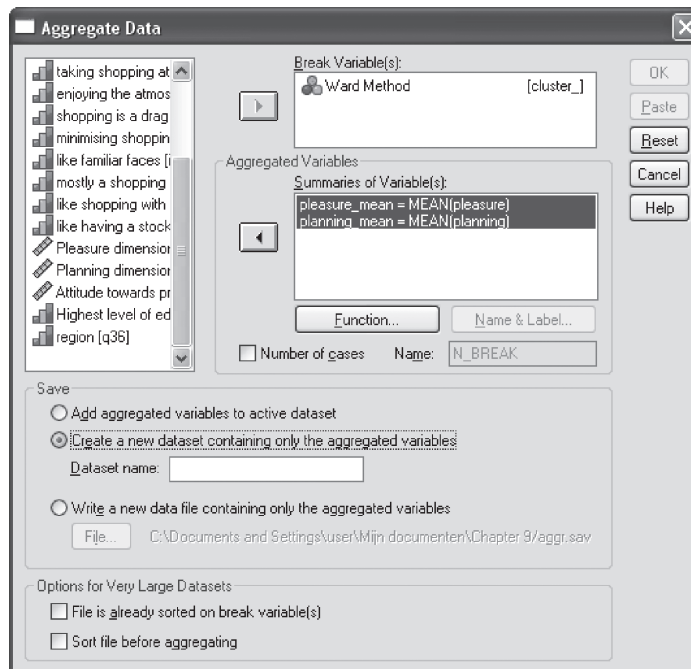 Aggregate Data
taking shopping at
enjoying the atmos
shopping is a drag
minimising shoppin
like familiar faces [i
mostly a shopping
like shopping with
like having a stock
Pleasure dimension
Planning dimension
Attitude towards pr
Highest level of ed
region [q36]
Break Variable(s):
Ward Method [cluster_]
Aggregated Variables
Summaries of Variable(s):
pleasure_mean = MEAN(pleasure)
planning_mean = MEAN(planning)
Function...
Name & Label...
Number of cases
Name:
N_BREAK
OK
Paste
Reset
Cancel
Help
Save
Add aggregated variables to active dataset
Create a new dataset containing only the aggregated variables
Dataset name:
Write a new data file containing only the aggregated variables
File...
C:\Documents and Settings\user\Mijn documenten\Chapter 9/aggr.sav
Options for Very Large Datasets
File is already sorted on break variable(s)
Sort file before aggregating